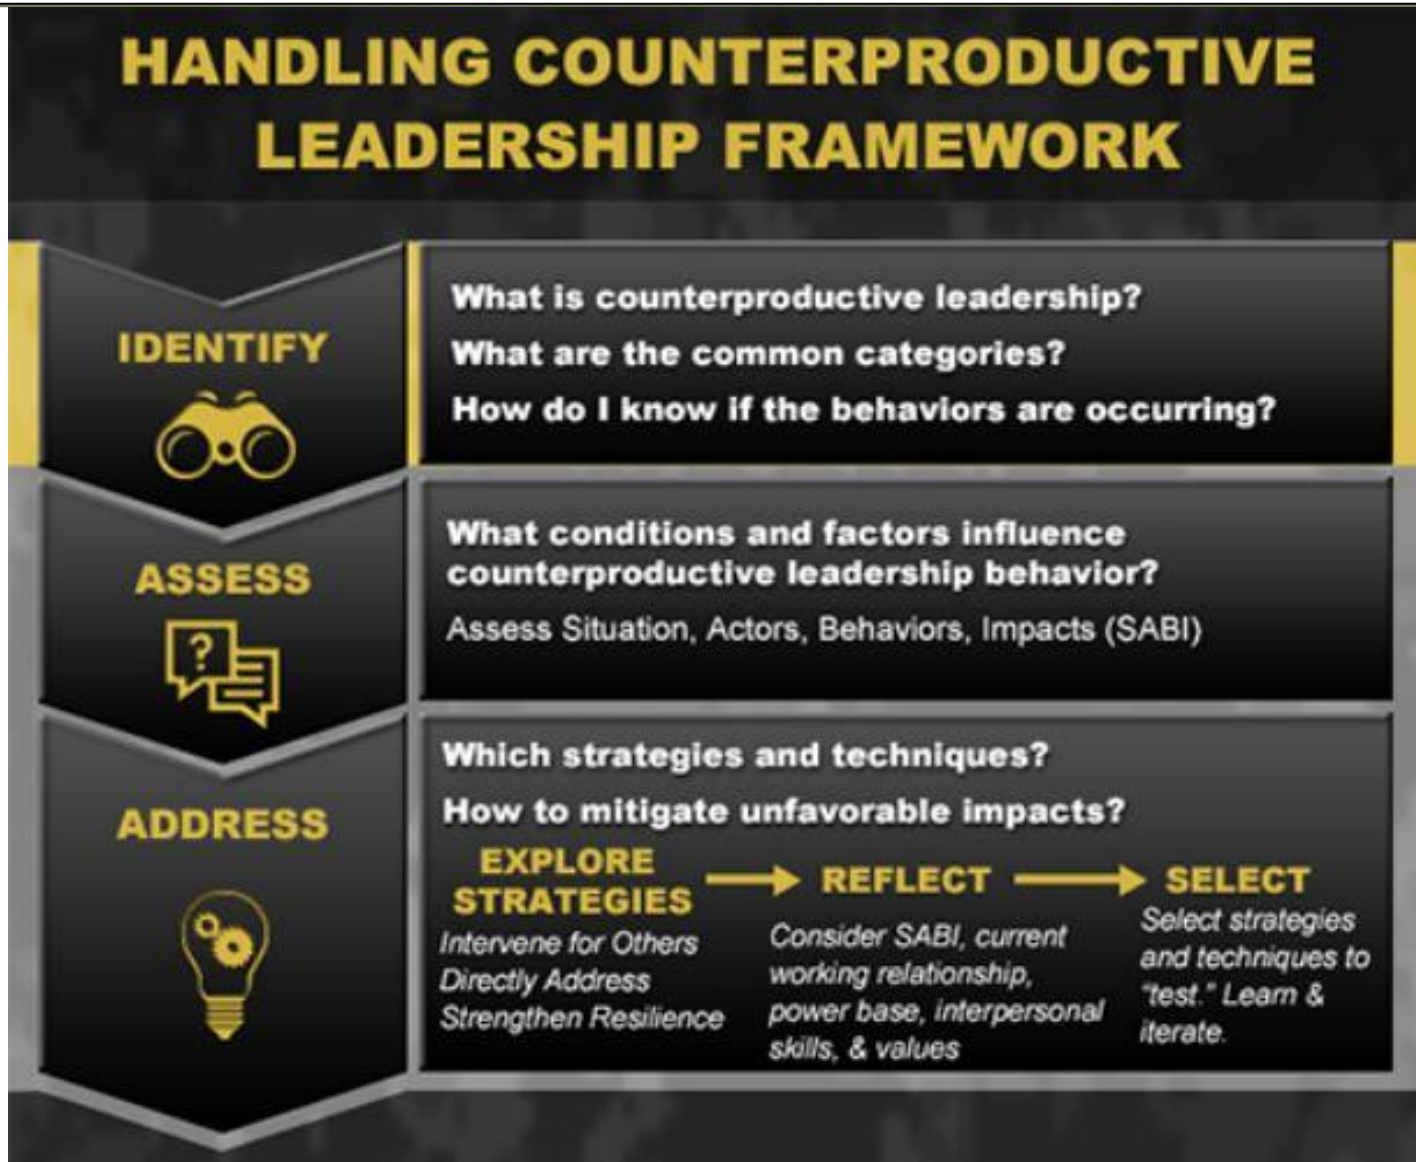 HANDLING COUNTERPRODUCTIVE
LEADERSHIP FRAMEWORK
IDENTIFY
What is counterproductive leadership?
What are the common categories?
How do I know if the behaviors are occurring?
ASSESS
?
What conditions and factors influence
counterproductive leadership behavior?
Assess Situation, Actors, Behaviors, Impacts (SABI)
ADDRESS
Which strategies and techniques?
How to mitigate unfavorable impacts?
EXPLORE
STRATEGIES
Intervene for Others
Directly Address
Strengthen Resilience
REFLECT
Consider SABI, current
working relationship,
power base, interpersonal
skills, & values
SELECT
Select strategies
and techniques to
"test." Learn &
iterate.